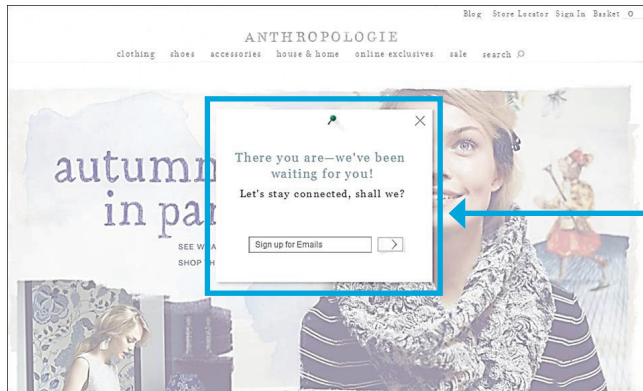 Blog Store Locator Sign In Basket 0
ANTHROPOLOGIE
clothing shoes accessories house & home online exclusives sale search
There you are—we've been
waiting for you!
Let's stay connected, shall we?
autumn
in
SEE
SHOP
Sign up for Emails